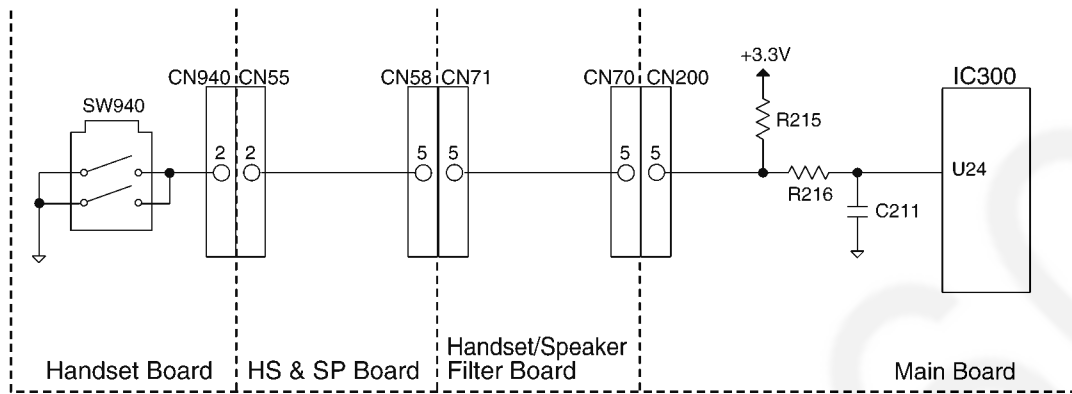 +3.3V
CN940 CN55
CN58 CN71
CN70 CN200
IC300
SW940
R215
2 2
5 5
5 5
U24
R216
C211
Handset Board
HS & SP Board
Handset/Speaker
Filter Board
Main Board